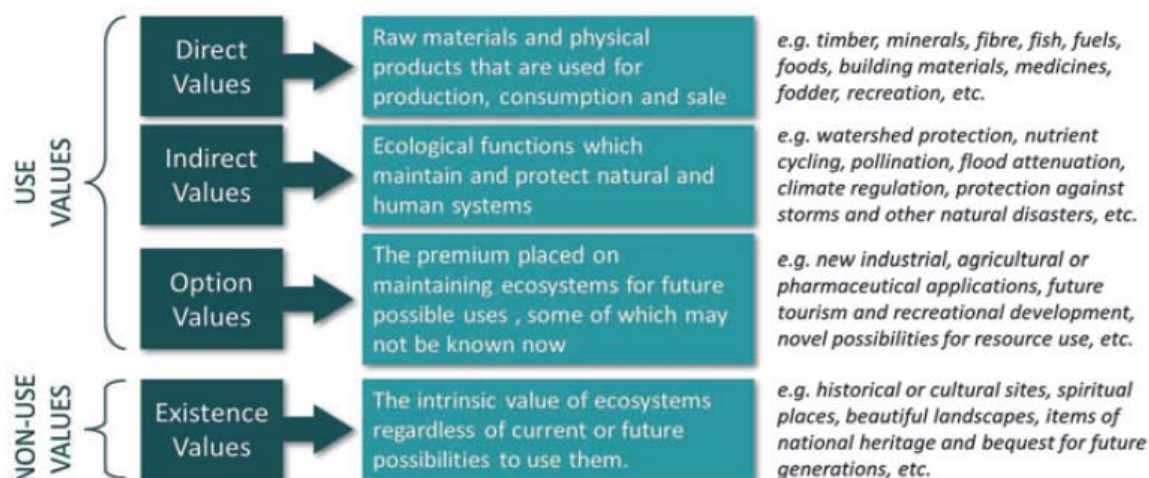 USE
VALUES
Direct
Values
Raw materials and physical
products that are used for
production, consumption and sale
e.g. timber, minerals, fibre, fish, fuels,
foods, building materials, medicines,
fodder, recreation, etc.
Indirect
Values
Ecological functions which
maintain and protect natural and
human systems
e.g. watershed protection, nutrient
cycling, pollination, flood attenuation,
climate regulation, protection against
storms and other natural disasters, etc.
Option
Values
The premium placed on
maintaining ecosystems for future
possible uses , some of which may
not be known now
e.g. new industrial, agricultural or
pharmaceutical applications, future
tourism and recreational development,
novel possibilities for resource use, etc.
NON-USE
VALUES
Existence
Values
The intrinsic value of ecosystems
regardless of current or future
possibilities to use them.
e.g. historical or cultural sites, spiritual
places, beautiful landscapes, items of
national heritage and bequest for future
generations, etc.